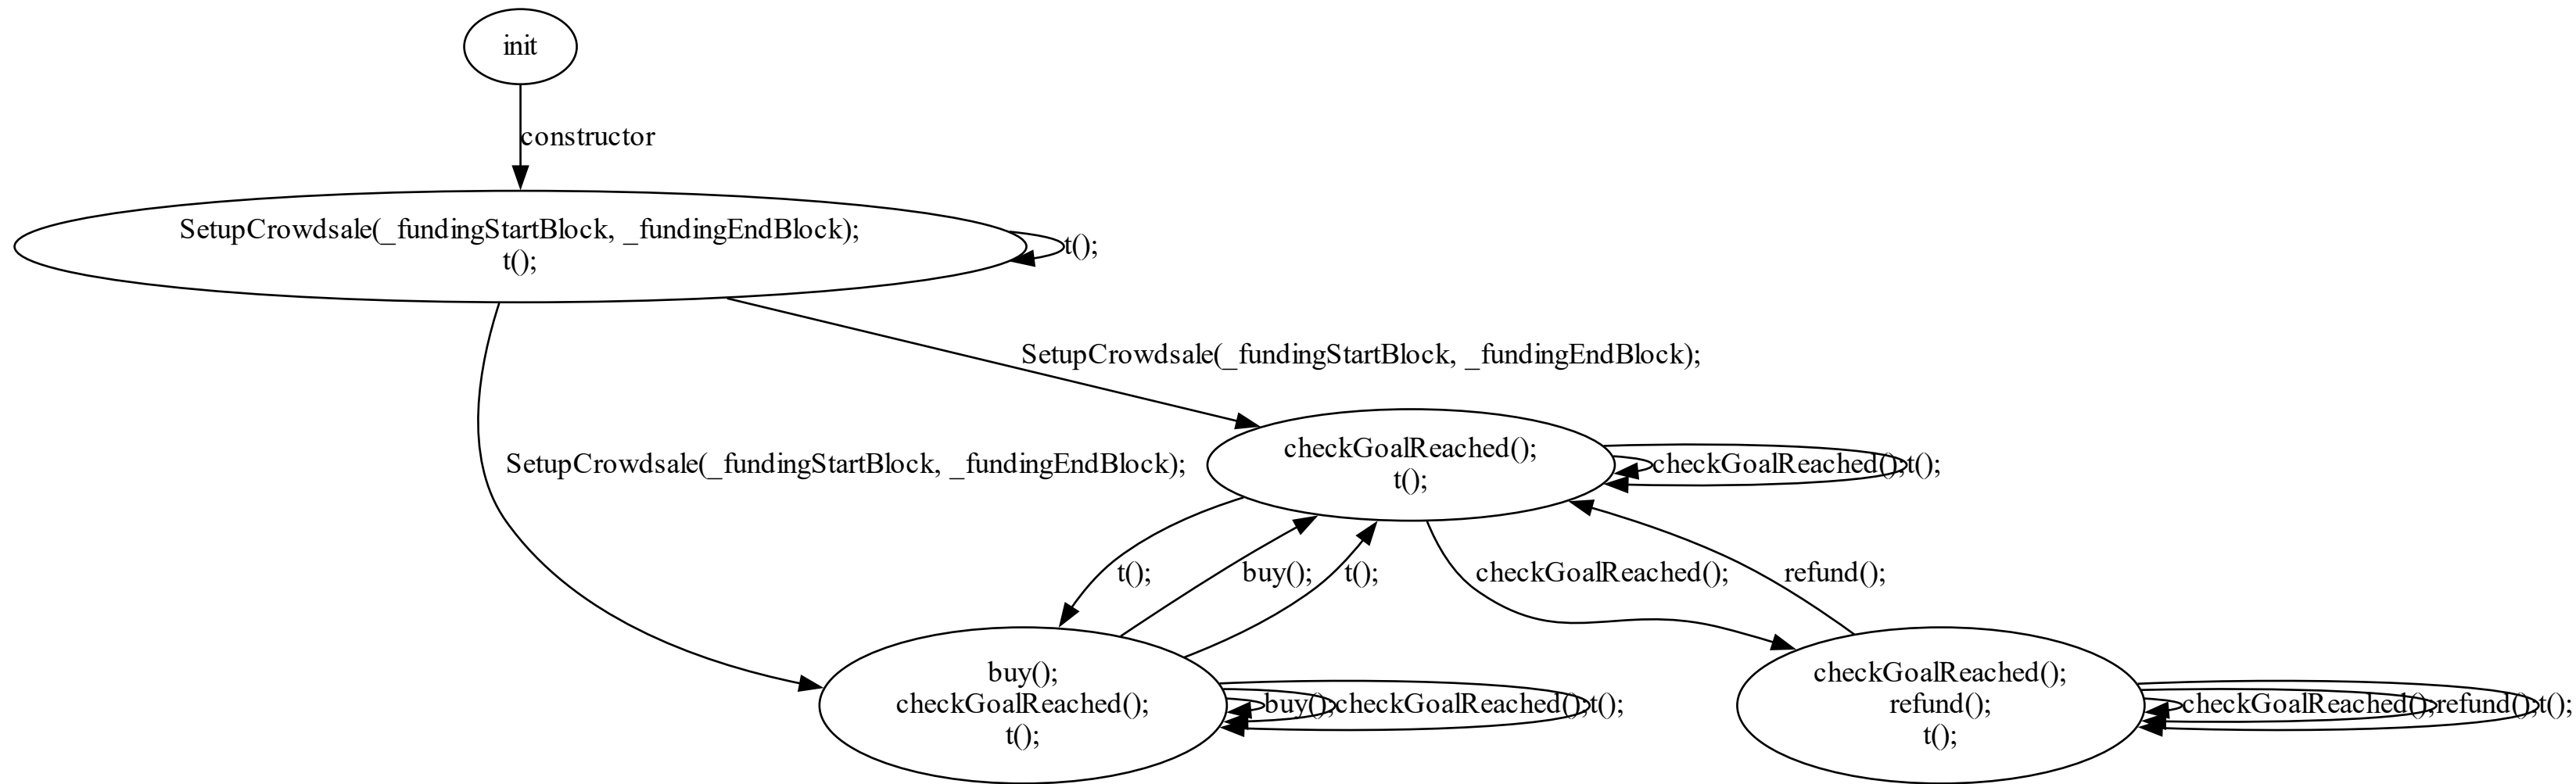 init
constructor
SetupCrowdsale(_fundingStartBlock, _fundingEndBlock);
t();
t();
SetupCrowdsale(_fundingStartBlock, _fundingEndBlock);
SetupCrowdsale(_fundingStartBlock, _fundingEndBlock);
checkGoalReached();
t();
checkGoalReached();
t();
t();
buy();
t();
checkGoalReached();
refund();
buy();
checkGoalReached();
t();
buy();
checkGoalReached();
t();
checkGoalReached();
refund();
t();
checkGoalReached();
refund();
t();